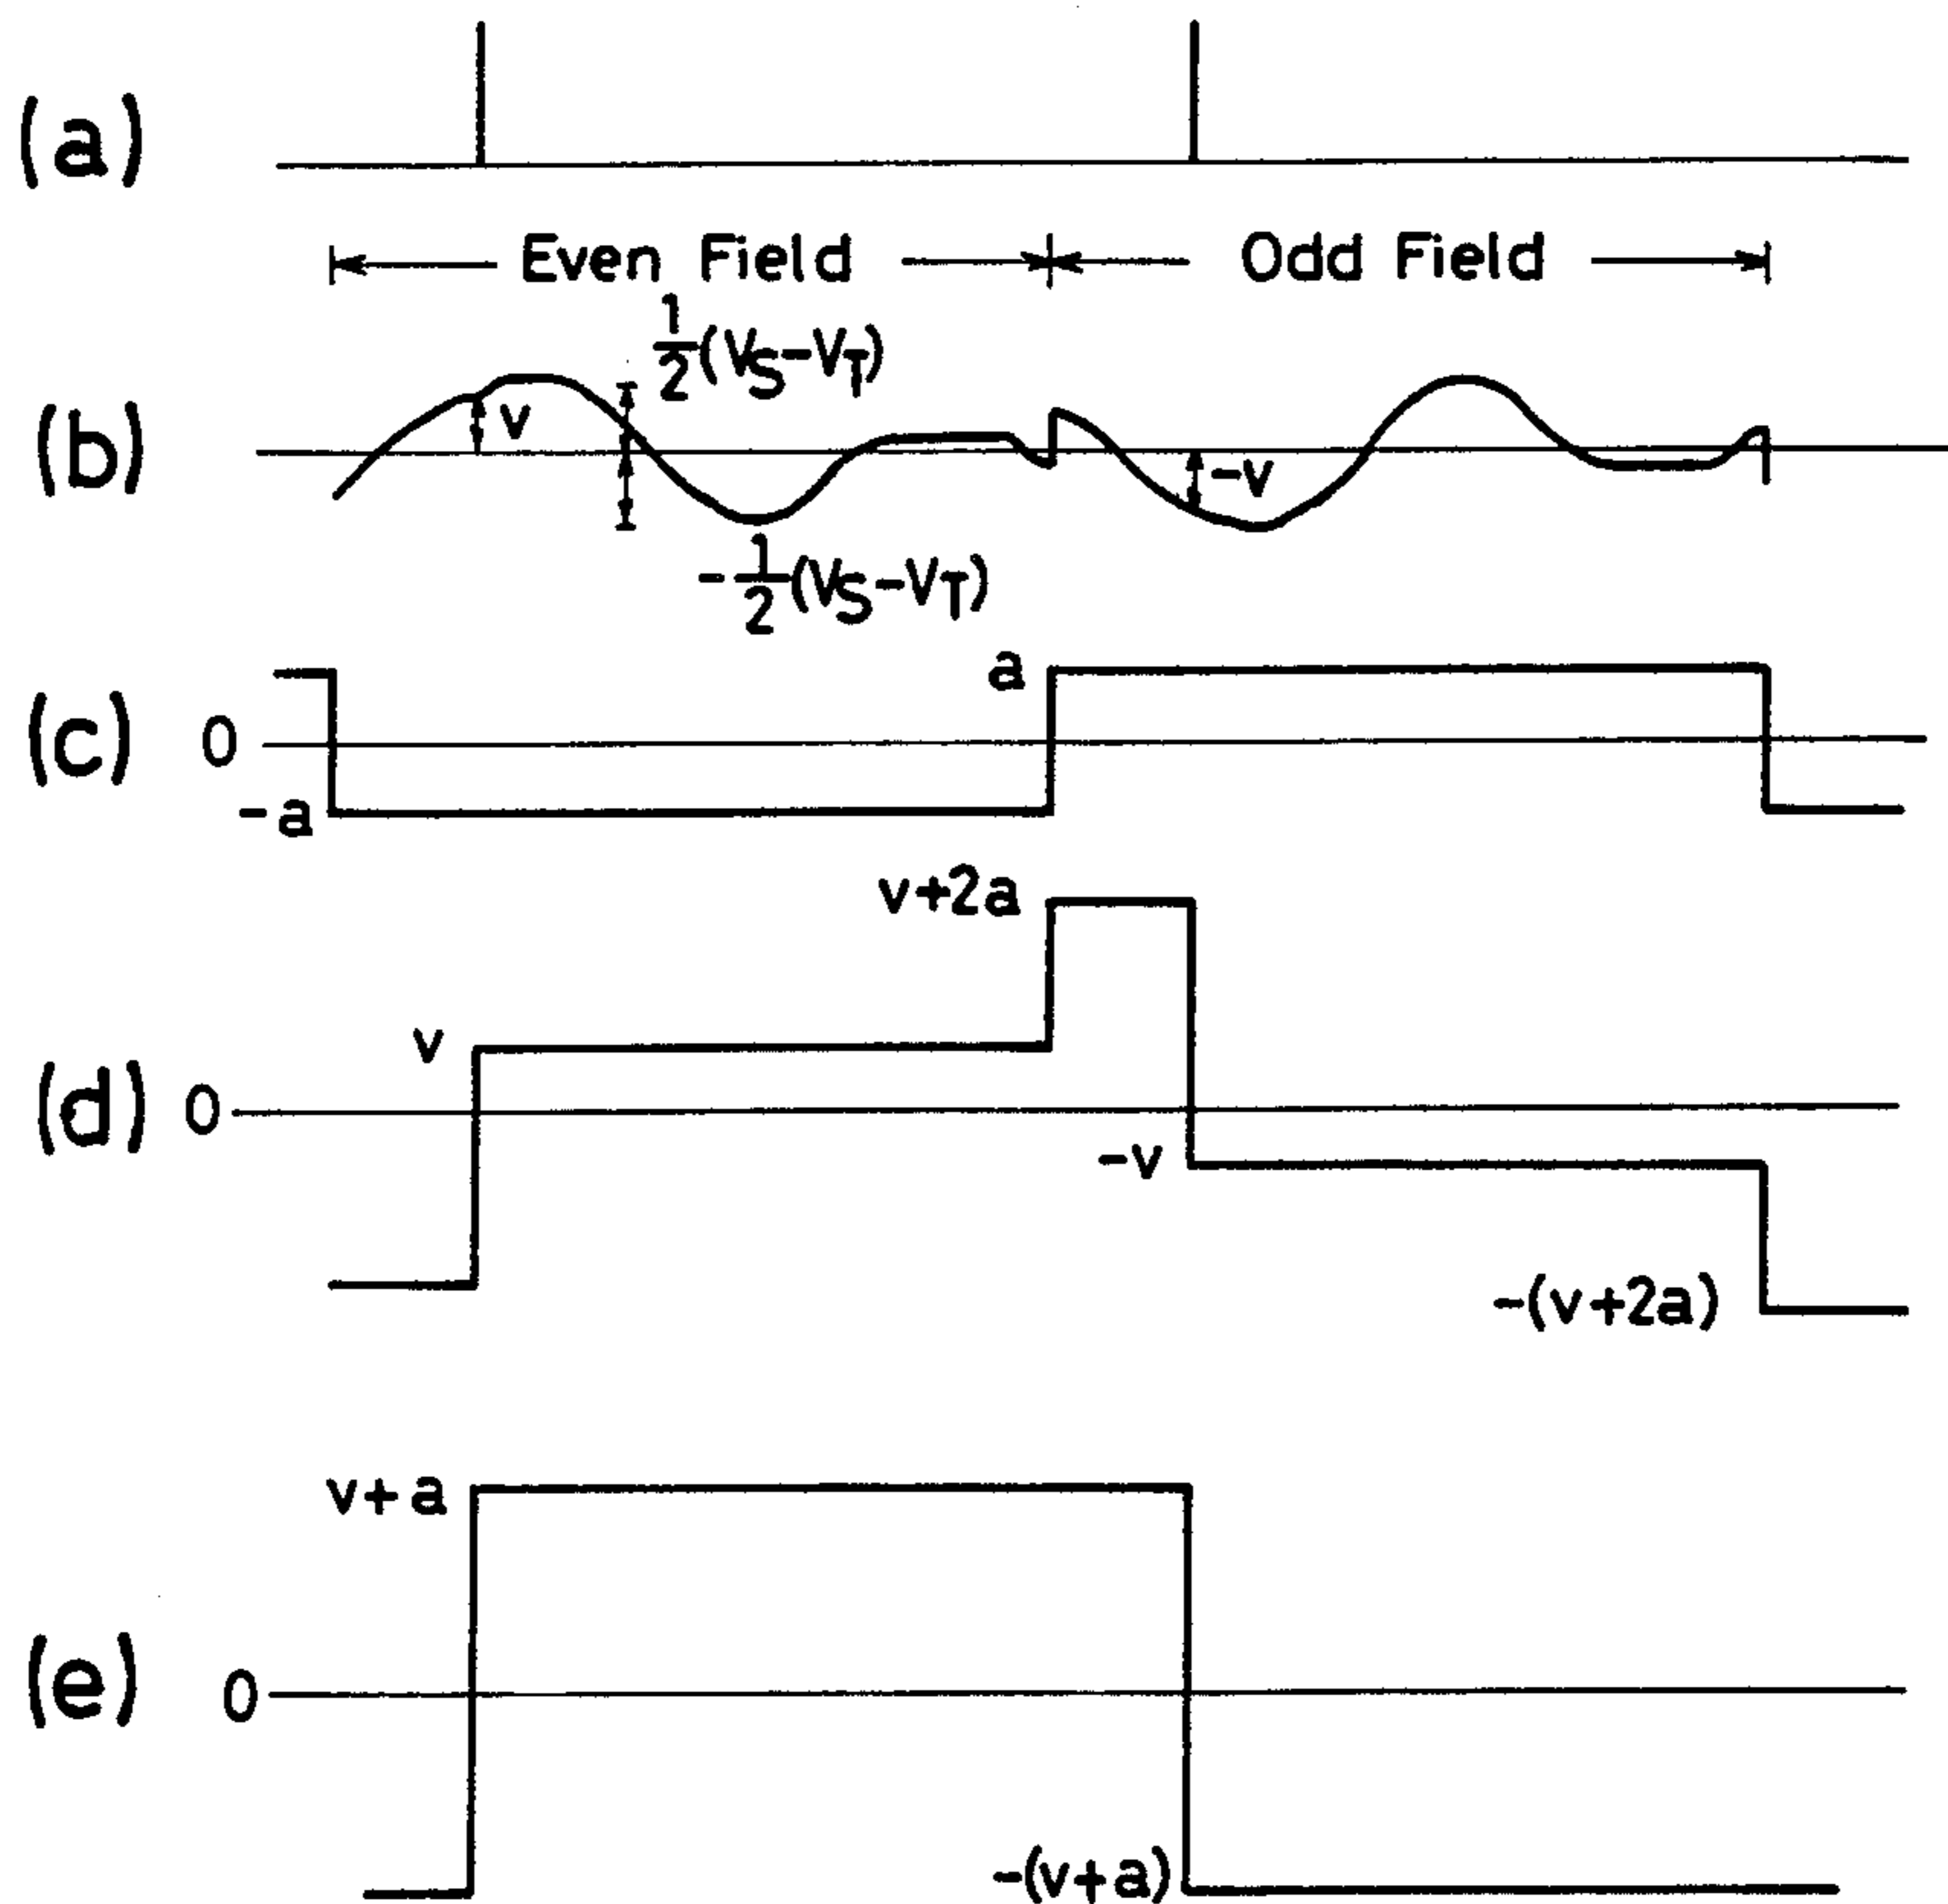 (a)
Even Field
Odd Field
1/2(VS-VT)
(b)
v
-v
-1/2(VS-VT)
a
(c)
0
-a
v+2a
v
(d)
0
-v
-(v+2a)
v+a
(e)
0
-(v+a)